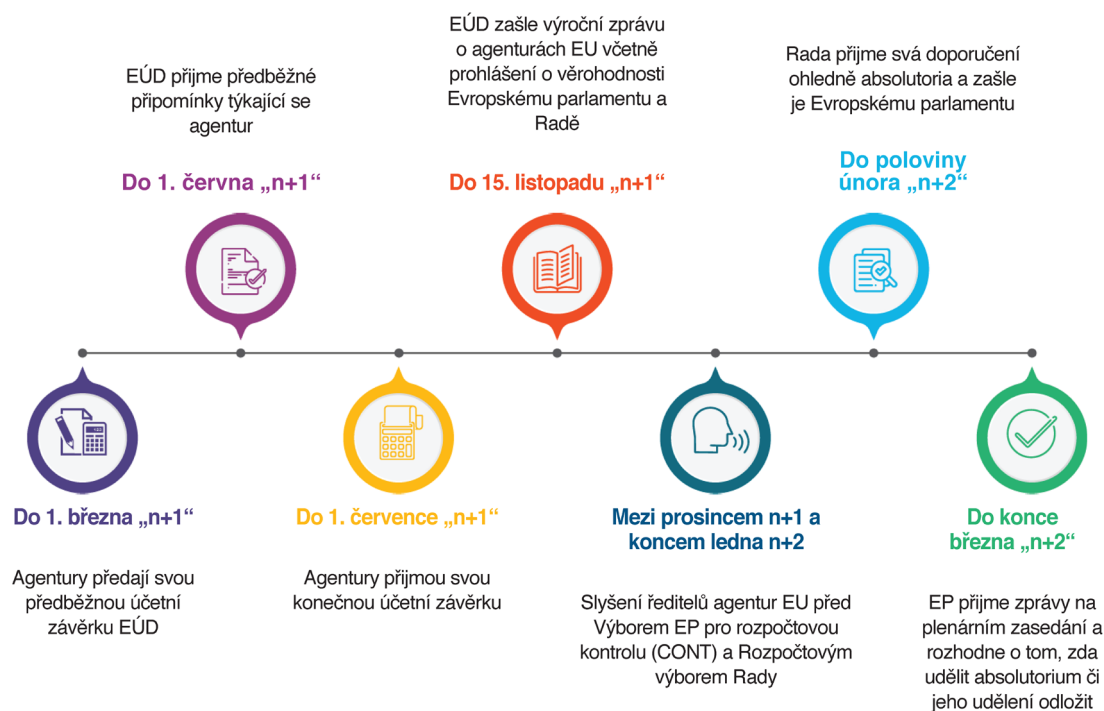 EÚD přijme předběžné
připomínky týkající se
agentur
Do 1. června „n+1“
EÚD zašle výroční zprávu
o agenturách EU včetně
prohlášení o věrohodnosti
Evropskému parlamentu a
Radě
Do 15. listopadu „n+1“
Rada přijme svá doporučení
ohledně absolutoria a zašle
je Evropskému parlamentu
Do poloviny
února „n+2“
Do 1. března „n+1“
Agentury předají svou
předběžnou účetní
závěrku EÚD
Do 1. července „n+1“
Agentury přijmou svou
konečnou účetní závěrku
Mezi prosincem n+1 a
koncem ledna n+2
Slyšení ředitelů agentur EU před
Výborem EP pro rozpočtovou
kontrolu (CONT) a Rozpočtovým
výborem Rady
Do konce
března „n+2“
EP přijme zprávy na
plenárním zasedání a
rozhodne o tom, zda
udělit absolutorium či
jeho udělení odložit